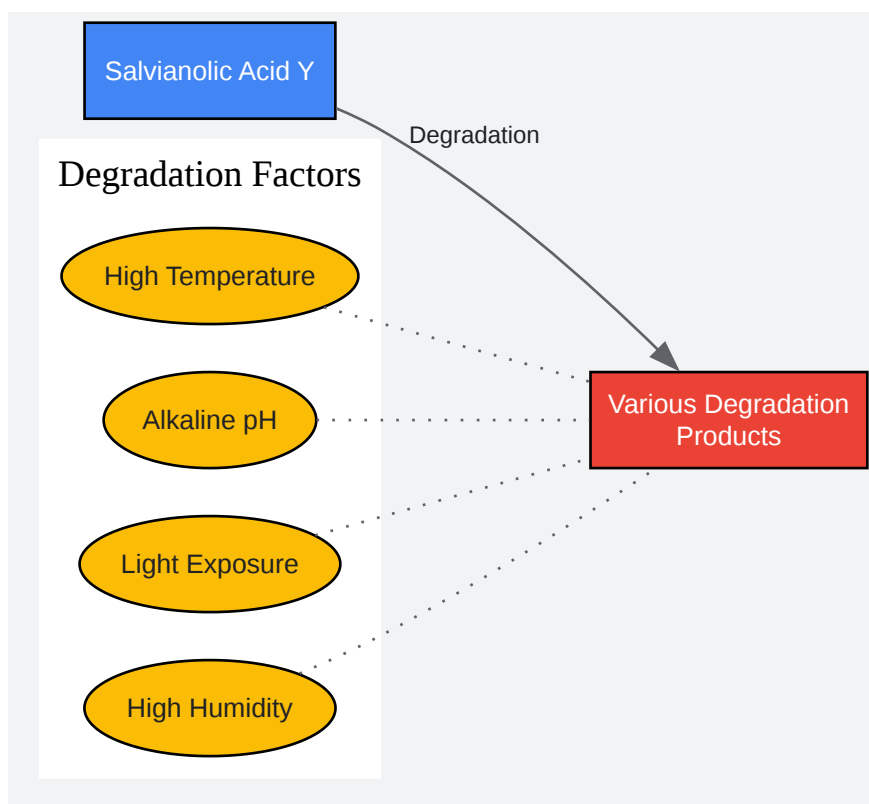 Salvianolic Acid Y
Degradation
Degradation Factors
High Temperature
Alkaline pH
Various Degradation
Products
Light Exposure
High Humidity